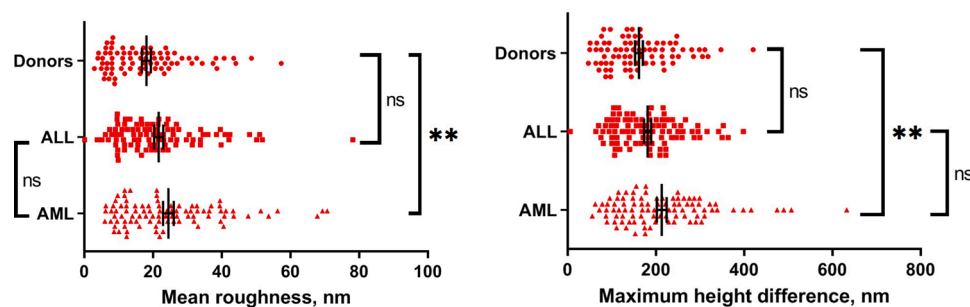 Donors
ns
ALL
**
ns
AML
0 20 40 60 80 100
Mean roughness, nm
Donors
ns
ALL
**
ns
AML
0 200 400 600 800
Maximum height difference, nm